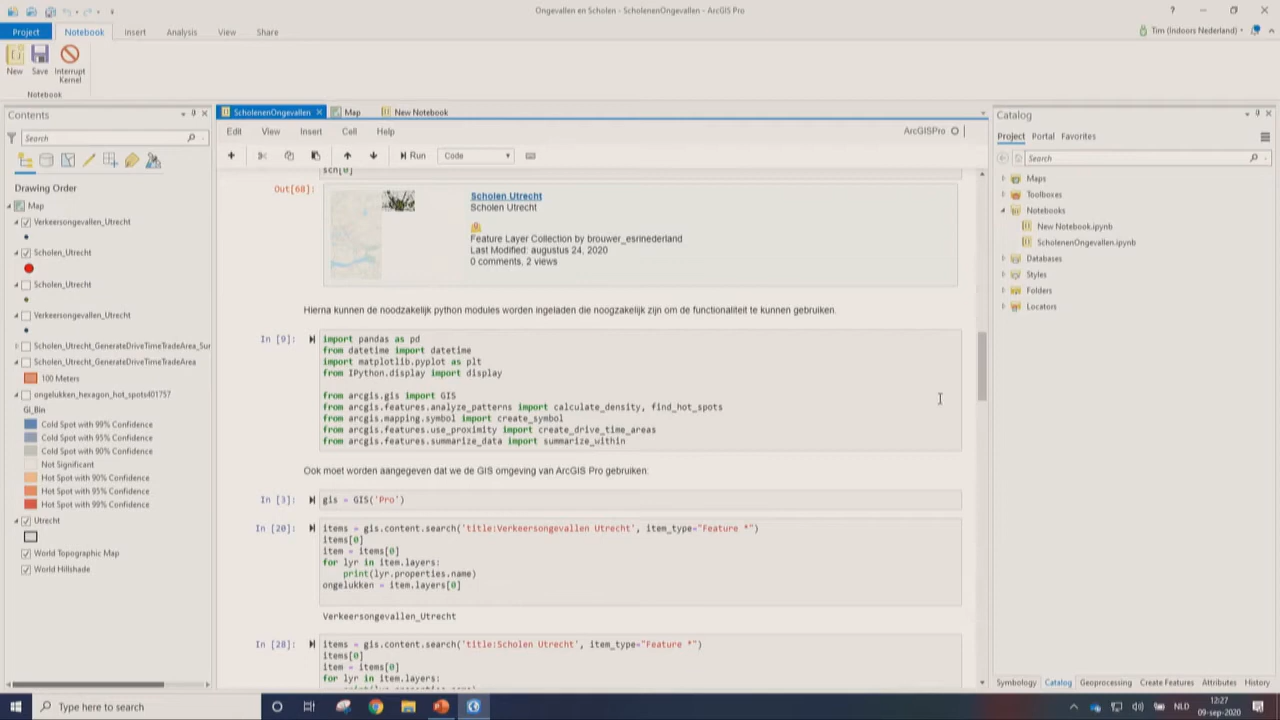 Ongevallen en Scholen - ScholenenOngevallen - ArcGIS Pro
?
Project
Notebook
Insert
Analysis
View
Share
Tim (Indoors Nederland)
New
Save
Interrupt
Kernel
Notebook
Contents
ScholenenOngevallen
Map
New Notebook
Catalog
Search
Edit
View
Insert
Cell
Help
ArcGISPro
Project
Portal
Favorites
Run
Code
Search
Drawing Order
Map
Verkeersongevallen_Utrecht
Scholen_Utrecht
Scholen_Utrecht
Verkeersongevallen_Utrecht
Scholen_Utrecht_GenerateDriveTimeTradeArea_Sur
Scholen_Utrecht_GenerateDriveTimeTradeArea
100 Meters
ongelukken_hexagon_hot_spots401757
Gi_Bin
Cold Spot with 99% Confidence
Cold Spot with 95% Confidence
Cold Spot with 90% Confidence
Not Significant
Hot Spot with 90% Confidence
Hot Spot with 95% Confidence
Hot Spot with 99% Confidence
Utrecht
World Topographic Map
World Hillshade
scn[0]
Out[68]:
Scholen Utrecht
Scholen Utrecht
Feature Layer Collection by brouwer_esrinederland
Last Modified: augustus 24, 2020
0 comments, 2 views
Hierna kunnen de noodzakelijk python modules worden ingeladen die noogzakelijk zijn om de functionaliteit te kunnen gebruiken.
In [9]:
import pandas as pd
from datetime import datetime
import matplotlib.pyplot as plt
from IPython.display import display
from arcgis.gis import GIS
from arcgis.features.analyze_patterns import calculate_density, find_hot_spots
from arcgis.mapping.symbol import create_symbol
from arcgis.features.use_proximity import create_drive_time_areas
from arcgis.features.summarize_data import summarize_within
Ook moet worden aangegeven dat we de GIS omgeving van ArcGIS Pro gebruiken.
In [3]:
gis = GIS('Pro')
In [20]:
items = gis.content.search('title:Verkeersongevallen Utrecht', item_type="Feature *")
items[0]
item = items[0]
for lyr in item.layers:
print(lyr.properties.name)
ongelukken = item.layers[0]
Verkeersongevallen_Utrecht
In [28]:
items = gis.content.search('title:Scholen Utrecht', item_type="Feature *")
items[0]
item = items[0]
for lyr in item.layers:
Maps
Toolboxes
Notebooks
New Notebook.ipynb
ScholenenOngevallen.ipynb
Databases
Styles
Folders
Locators
Symbology
Catalog
Geoprocessing
Create Features
Attributes
History
Type here to search
NLD
12:27
09-sep-2020